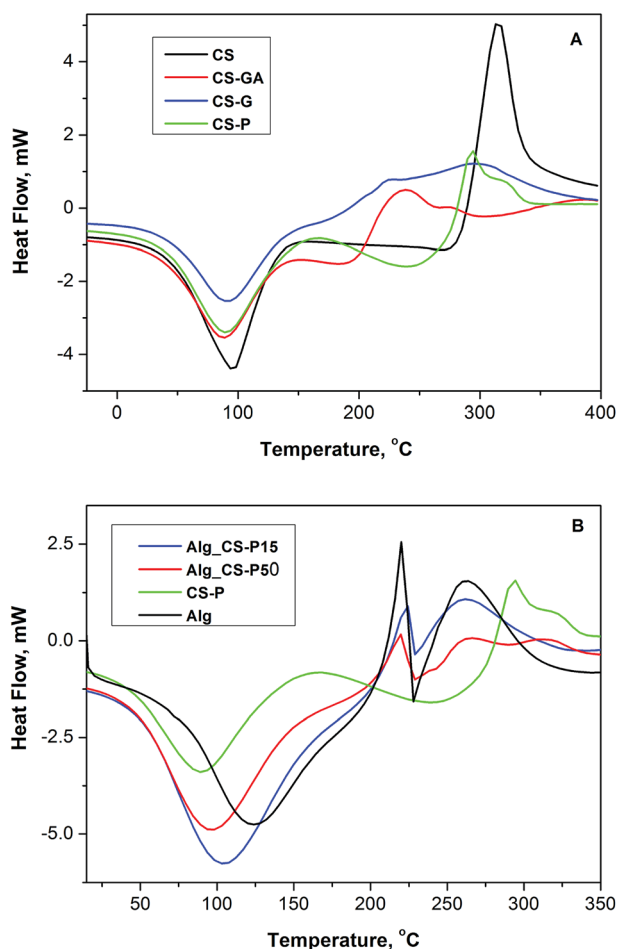 A
CS
CS-GA
CS-G
CS-P
Heat Flow, mW
4
2
0
-2
-4
0
100
200
300
400
Temperature, °C
B
Alg_CS-P15
Alg_CS-P50
CS-P
Alg
Heat Flow, mW
2.5
0.0
-2.5
-5.0
50
100
150
200
250
300
350
Temperature, °C